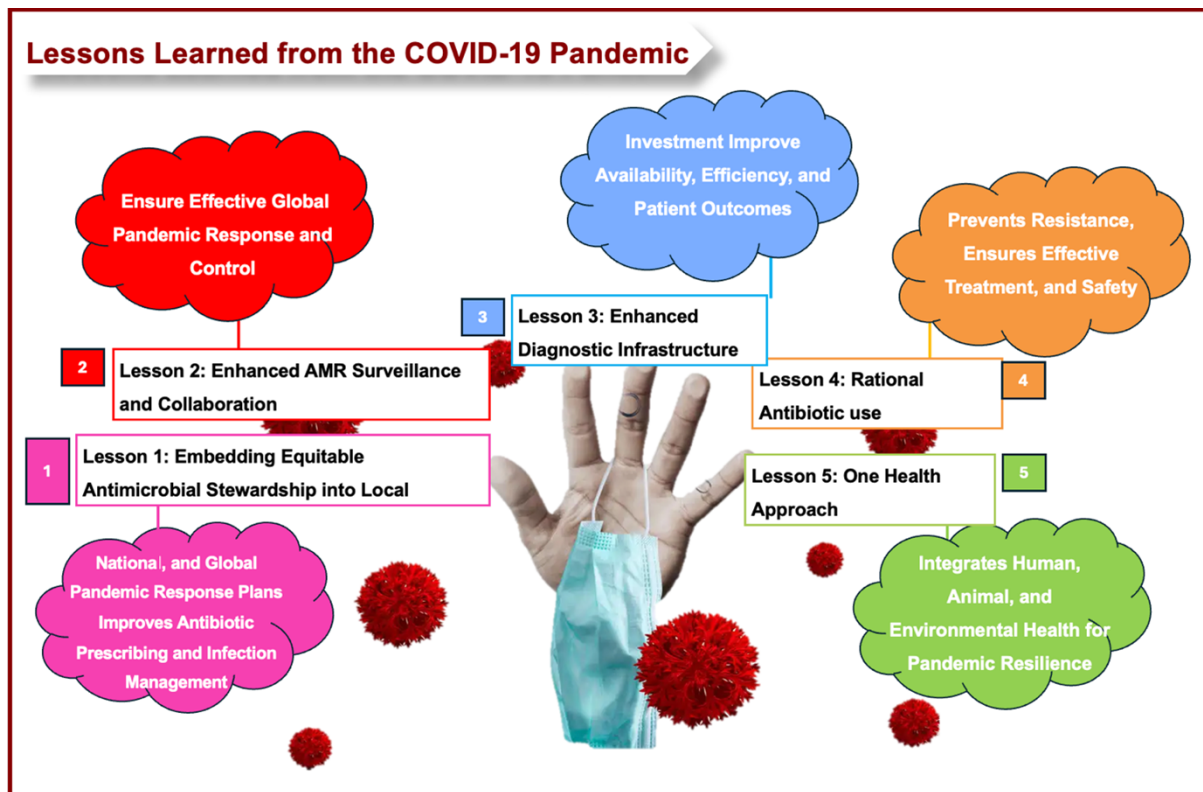 Lessons Learned from the COVID-19 Pandemic
Ensure Effective Global
Pandemic Response and
Control
2
Lesson 2: Enhanced AMR Surveillance
and Collaboration
1
Lesson 1: Embedding Equitable
Antimicrobial Stewardship into Local
National, and Global
Pandemic Response Plans
Improves Antibiotic
Prescribing and Infection
Management
Investment Improve
Availability, Efficiency, and
Patient Outcomes
3
Lesson 3: Enhanced
Diagnostic Infrastructure
Prevents Resistance,
Ensures Effective
Treatment, and Safety
Lesson 4: Rational
Antibiotic use
4
Lesson 5: One Health
Approach
5
Integrates Human,
Animal, and
Environmental Health for
Pandemic Resilience